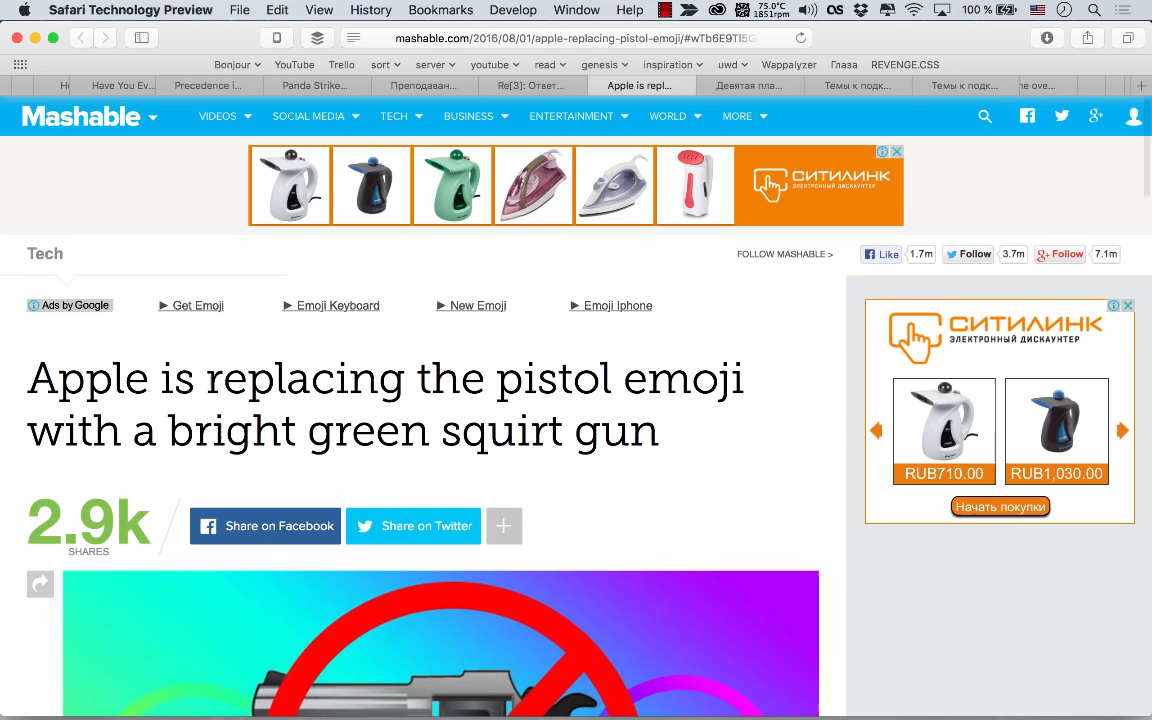 Safari Technology Preview File Edit View History Bookmarks Develop Window Help 75.0°C 1851rpm 100 %
mashable.com/2016/08/01/apple-replacing-pistol-emoji/#wTb6E9TI5G
Bonjour YouTube Trello sort server youtube read genesis inspiration uwd Wappalyzer Глаза REVENGE.CSS
Have You Ev... Precedence i... Panda Strike... Преподаван... Re[3]: Ответ... Apple is repl... Девятая пла... Темы к подк... Темы к подк... ne ove...
Mashable VIDEOS SOCIAL MEDIA TECH BUSINESS ENTERTAINMENT WORLD MORE
СИТИЛИНК
ЭЛЕКТРОННЫЙ ДИСКАУНТЕР
Tech FOLLOW MASHABLE > Like 1.7m Follow 3.7m g+ Follow 7.1m
Ads by Google ► Get Emoji ► Emoji Keyboard ► New Emoji ► Emoji Iphone
Apple is replacing the pistol emoji
with a bright green squirt gun
2.9k
SHARES
Share on Facebook Share on Twitter
СИТИЛИНК
ЭЛЕКТРОННЫЙ ДИСКАУНТЕР
RUB710.00 RUB1,030.00
Начать покупки